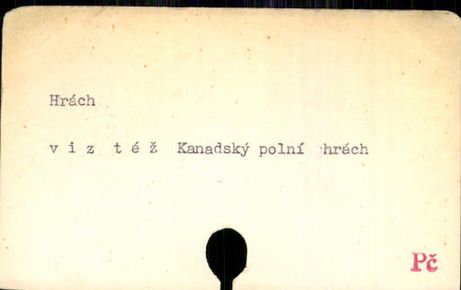 Hrách
v i z  t é ž  Kanadský polní hrách
Pč